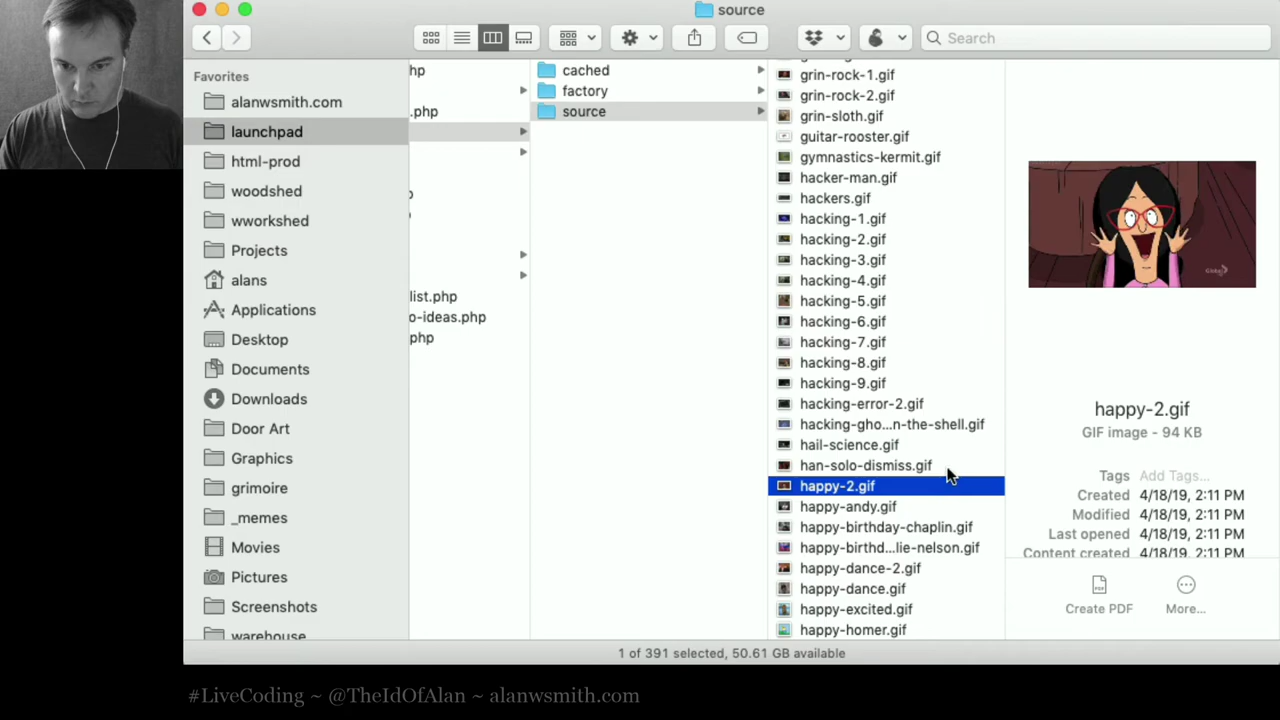 source
Search
Favorites
alanwsmith.com
launchpad
html-prod
woodshed
wworkshed
Projects
alans
Applications
Desktop
Documents
Downloads
Door Art
Graphics
grimoire
_memes
Movies
Pictures
Screenshots
warehouse
hp
.php
list.php
o-ideas.php
php
cached
factory
source
grin-rock-1.gif
grin-rock-2.gif
grin-sloth.gif
guitar-rooster.gif
gymnastics-kermit.gif
hacker-man.gif
hackers.gif
hacking-1.gif
hacking-2.gif
hacking-3.gif
hacking-4.gif
hacking-5.gif
hacking-6.gif
hacking-7.gif
hacking-8.gif
hacking-9.gif
hacking-error-2.gif
hacking-gho...n-the-shell.gif
hail-science.gif
han-solo-dismiss.gif
happy-2.gif
happy-andy.gif
happy-birthday-chaplin.gif
happy-birthd...lie-nelson.gif
happy-dance-2.gif
happy-dance.gif
happy-excited.gif
happy-homer.gif
happy-2.gif
GIF image - 94 KB
Tags Add Tags...
Created 4/18/19, 2:11 PM
Modified 4/18/19, 2:11 PM
Last opened 4/18/19, 2:11 PM
Content created 4/18/19, 2:11 PM
Create PDF
More...
1 of 391 selected, 50.61 GB available
#LiveCoding ~ @TheIdOfAlan ~ alanwsmith.com